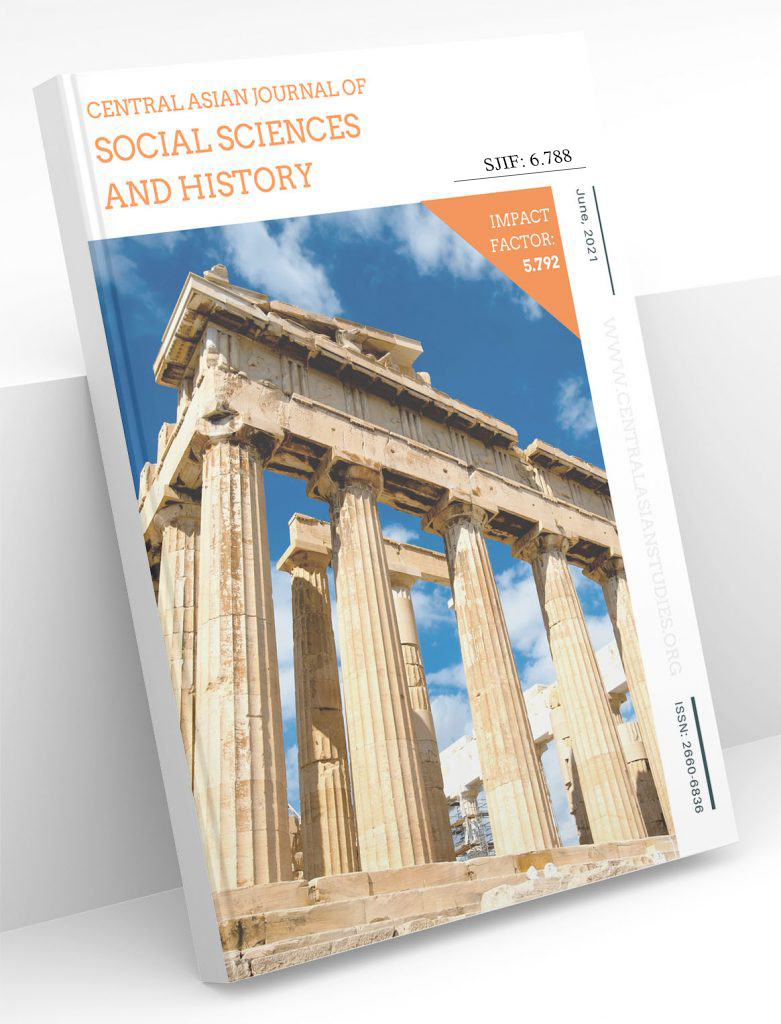 CENTRAL ASIAN JOURNAL OF
SOCIAL SCIENCES
AND HISTORY
SJIF: 6.788
IMPACT
FACTOR:
5.792
June, 2021
WWW.CENTRALASIANSTUDIES.ORG
ISSN: 2660-6836